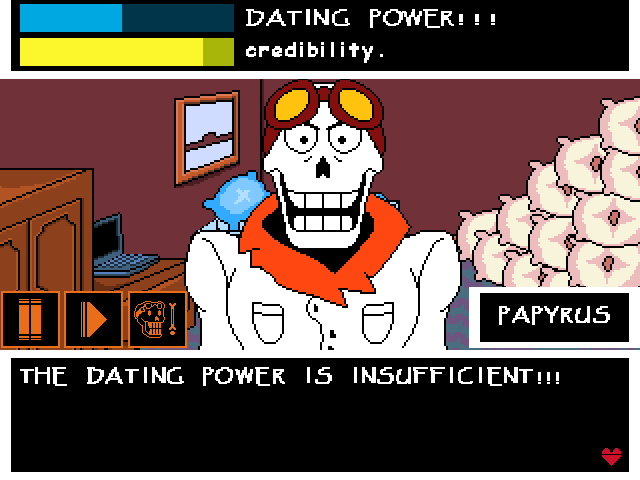 DATING POWER!!!
credibility.
PAPYRUS
THE DATING POWER IS INSUFFICIENT!!!